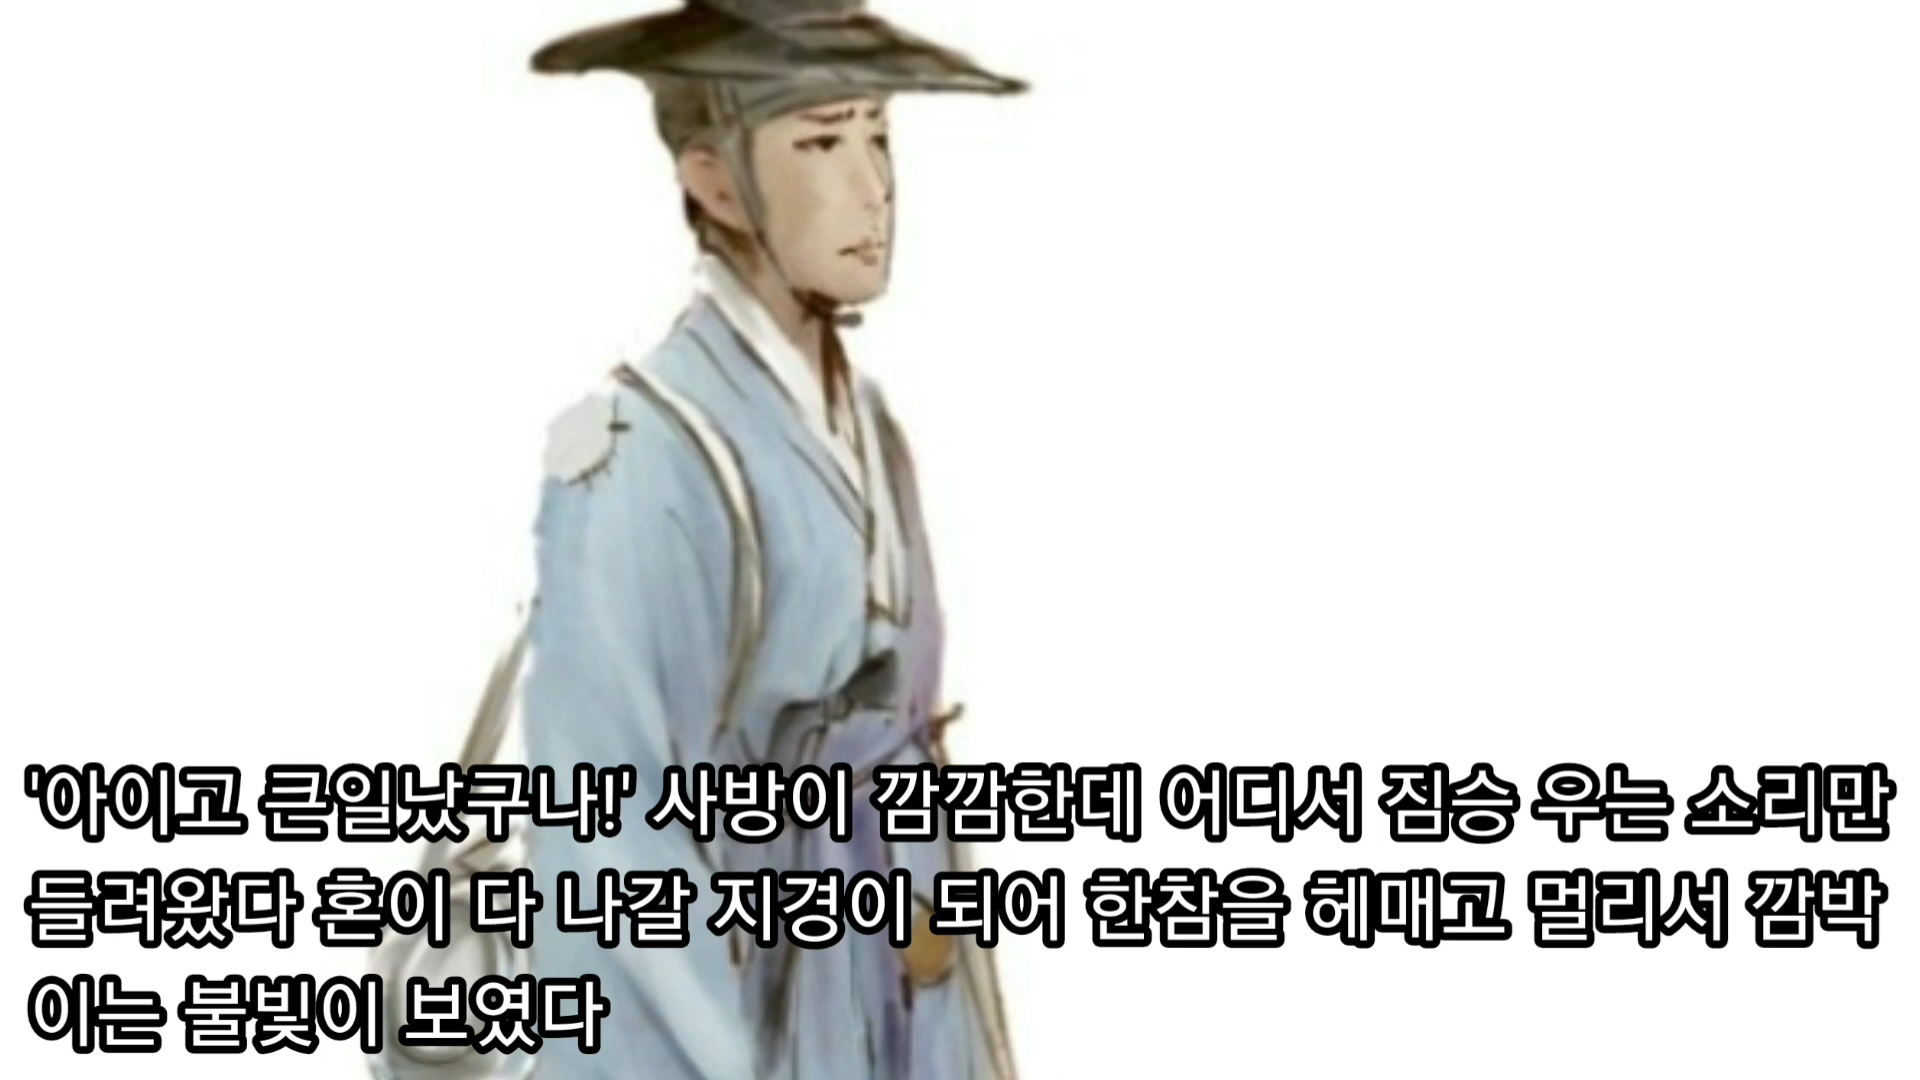 '아이고 큰일났구나!' 사방이 깜깜한데 어디서 짐승 우는 소리만
들려왔다 혼이 다 나갈 지경이 되어 한참을 헤매고 멀리서 깜박
이는 불빛이 보였다